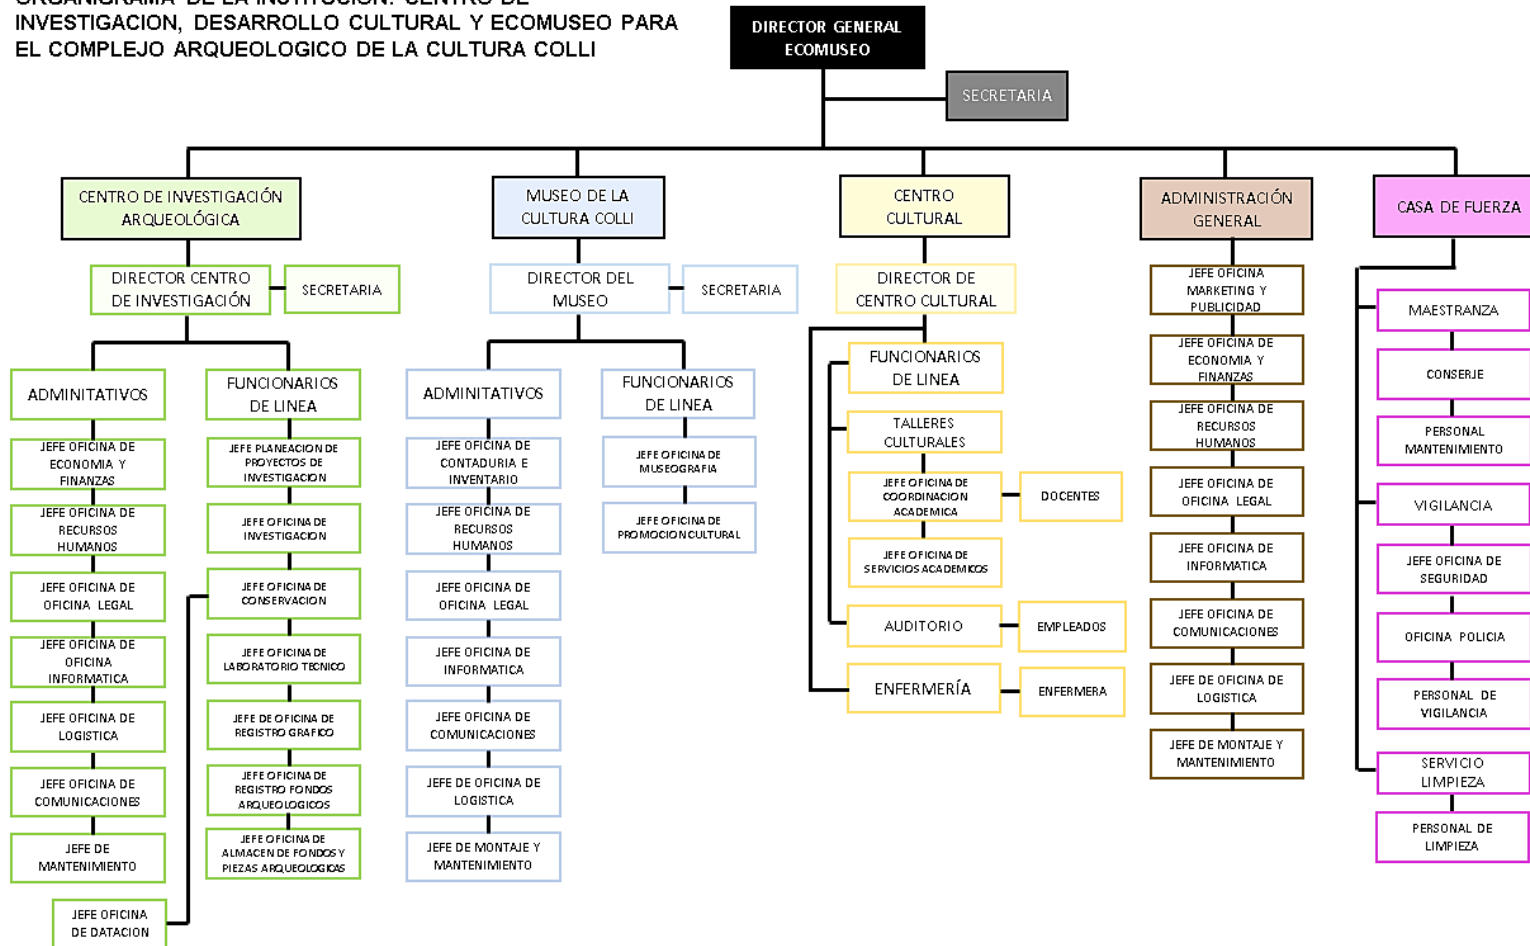 ORGANIGRAMA DE LA INSTITUCION: CENTRO DE
INVESTIGACION, DESARROLLO CULTURAL Y ECOMUSEO PARA
EL COMPLEJO ARQUEOLOGICO DE LA CULTURA COLLI
DIRECTOR GENERAL
ECOMUSEO
SECRETARIA
CENTRO DE INVESTIGACIÓN
ARQUEOLÓGICA
DIRECTOR CENTRO
DE INVESTIGACIÓN
SECRETARIA
ADMINITATIVOS
JEFE OFICINA DE
ECONOMIA Y
FINANZAS
JEFE OFICINA DE
RECURSOS
HUMANOS
JEFE OFICINA DE
OFICINA LEGAL
JEFE OFICINA DE
OFICINA
INFORMATICA
JEFE OFICINA DE
LOGISTICA
JEFE OFICINA DE
COMUNICACIONES
JEFE DE
MANTENIMIENTO
FUNCIONARIOS
DE LINEA
JEFE PLANEACION DE
PROYECTOS DE
INVESTIGACION
JEFE OFICINA DE
INVESTIGACION
JEFE OFICINA DE
CONSERVACION
JEFE OFICINA DE
LABORATORIO TECNICO
JEFE DE OFICINA DE
REGISTRO GRAFICO
JEFE OFICINA DE
REGISTRO FONDOS
ARQUEOLOGICOS
JEFE OFICINA DE
ALMACEN DE FONDOS Y
PIEZAS ARQUEOLOGICAS
JEFE OFICINA
DE DATACION
MUSEO DE LA
CULTURA COLLI
DIRECTOR DEL
MUSEO
SECRETARIA
ADMINITATIVOS
JEFE OFICINA DE
CONTADURIA E
INVENTARIO
JEFE OFICINA DE
RECURSOS
HUMANOS
JEFE OFICINA DE
OFICINA LEGAL
JEFE OFICINA DE
INFORMATICA
JEFE OFICINA DE
COMUNICACIONES
JEFE DE OFICINA DE
LOGISTICA
JEFE DE MONTAJE Y
MANTENIMIENTO
FUNCIONARIOS
DE LINEA
JEFE OFICINA DE
MUSEOGRAFIA
JEFE OFICINA DE
PROMOCION CULTURAL
CENTRO
CULTURAL
DIRECTOR DE
CENTRO CULTURAL
FUNCIONARIOS
DE LINEA
TALLERES
CULTURALES
JEFE OFICINA DE
COORDINACION
ACADEMICA
DOCENTES
JEFE OFICINA DE
SERVICIOS ACADEMICOS
AUDITORIO
EMPLEADOS
ENFERMERÍA
ENFERMERA
ADMINISTRACIÓN
GENERAL
JEFE OFICINA
MARKETING Y
PUBLICIDAD
JEFE OFICINA DE
ECONOMIA Y
FINANZAS
JEFE OFICINA DE
RECURSOS
HUMANOS
JEFE OFICINA DE
OFICINA LEGAL
JEFE OFICINA DE
INFORMATICA
JEFE OFICINA DE
COMUNICACIONES
JEFE DE OFICINA DE
LOGISTICA
JEFE DE MONTAJE Y
MANTENIMIENTO
CASA DE FUERZA
MAESTRANZA
CONSERJE
PERSONAL
MANTENIMIENTO
VIGILANCIA
JEFE OFICINA DE
SEGURIDAD
OFICINA POLICIA
PERSONAL DE
VIGILANCIA
SERVICIO
LIMPIEZA
PERSONAL DE
LIMPIEZA